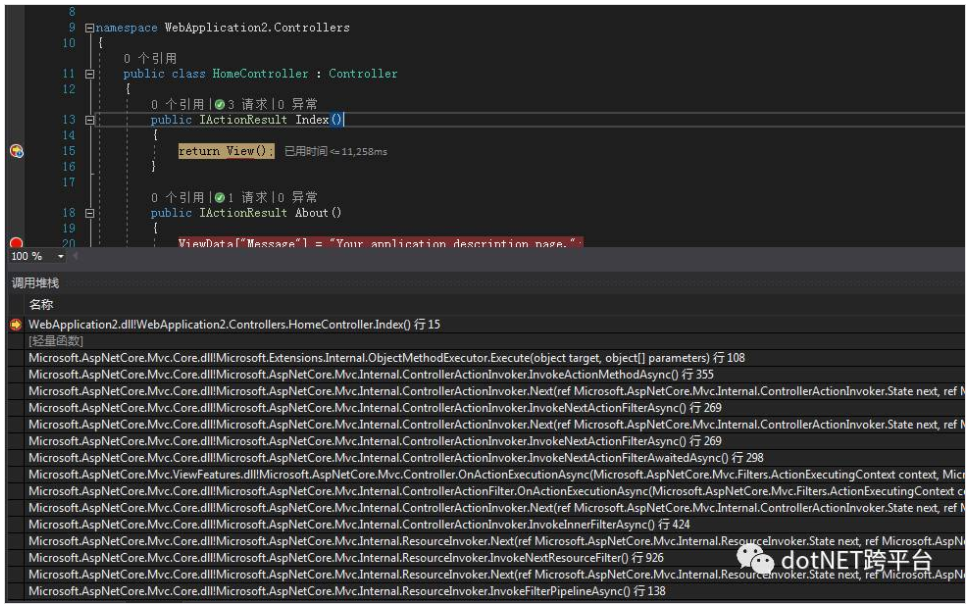 8
9 namespace WebApplication2.Controllers
10 {
0 个引用
11 public class HomeController : Controller
12 {
0 个引用|3 请求|0 异常
13 public IActionResult Index()
14 {
15 return View(); 已用时间<=11,258ms
16 }
17
0 个引用|1 请求|0 异常
18 public IActionResult About()
19 {
20 ViewData["Message"] = "Your application description page.";
100 %
调用堆栈
名称
WebApplication2.dll!WebApplication2.Controllers.HomeController.Index() 行 15
[轻量函数]
Microsoft.AspNetCore.Mvc.Core.dll!Microsoft.Extensions.Internal.ObjectMethodExecutor.Execute(object target, object[] parameters) 行 108
Microsoft.AspNetCore.Mvc.Core.dll!Microsoft.AspNetCore.Mvc.Internal.ControllerActionInvoker.InvokeActionMethodAsync() 行 355
Microsoft.AspNetCore.Mvc.Core.dll!Microsoft.AspNetCore.Mvc.Internal.ControllerActionInvoker.Next(ref Microsoft.AspNetCore.Mvc.Internal.ControllerActionInvoker.State next, ref M
Microsoft.AspNetCore.Mvc.Core.dll!Microsoft.AspNetCore.Mvc.Internal.ControllerActionInvoker.InvokeNextActionFilterAsync() 行 269
Microsoft.AspNetCore.Mvc.Core.dll!Microsoft.AspNetCore.Mvc.Internal.ControllerActionInvoker.Next(ref Microsoft.AspNetCore.Mvc.Internal.ControllerActionInvoker.State next, ref M
Microsoft.AspNetCore.Mvc.Core.dll!Microsoft.AspNetCore.Mvc.Internal.ControllerActionInvoker.InvokeNextActionFilterAsync() 行 269
Microsoft.AspNetCore.Mvc.Core.dll!Microsoft.AspNetCore.Mvc.Internal.ControllerActionInvoker.InvokeNextActionFilterAwaitedAsync() 行 298
Microsoft.AspNetCore.Mvc.ViewFeatures.dll!Microsoft.AspNetCore.Mvc.Controller.OnActionExecutionAsync(Microsoft.AspNetCore.Mvc.Filters.ActionExecutingContext context, Micr
Microsoft.AspNetCore.Mvc.Core.dll!Microsoft.AspNetCore.Mvc.Internal.ControllerActionFilter.OnActionExecutionAsync(Microsoft.AspNetCore.Mvc.Filters.ActionExecutingContext co
Microsoft.AspNetCore.Mvc.Core.dll!Microsoft.AspNetCore.Mvc.Internal.ControllerActionInvoker.Next(ref Microsoft.AspNetCore.Mvc.Internal.ControllerActionInvoker.State next, ref M
Microsoft.AspNetCore.Mvc.Core.dll!Microsoft.AspNetCore.Mvc.Internal.ControllerActionInvoker.InvokeInnerFilterAsync() 行 424
Microsoft.AspNetCore.Mvc.Core.dll!Microsoft.AspNetCore.Mvc.Internal.ResourceInvoker.Next(ref Microsoft.AspNetCore.Mvc.Internal.ResourceInvoker.State next, ref Microsoft.AspN
Microsoft.AspNetCore.Mvc.Core.dll!Microsoft.AspNetCore.Mvc.Internal.ResourceInvoker.InvokeNextResourceFilter() 行 926
Microsoft.AspNetCore.Mvc.Core.dll!Microsoft.AspNetCore.Mvc.Internal.ResourceInvoker.Next(ref Microsoft.AspNetCore.Mvc.Internal.ResourceInvoker.State next, ref Microsoft.AspN
Microsoft.AspNetCore.Mvc.Core.dll!Microsoft.AspNetCore.Mvc.Internal.ResourceInvoker.InvokeFilterPipelineAsync() 行 138
dotNET跨平台